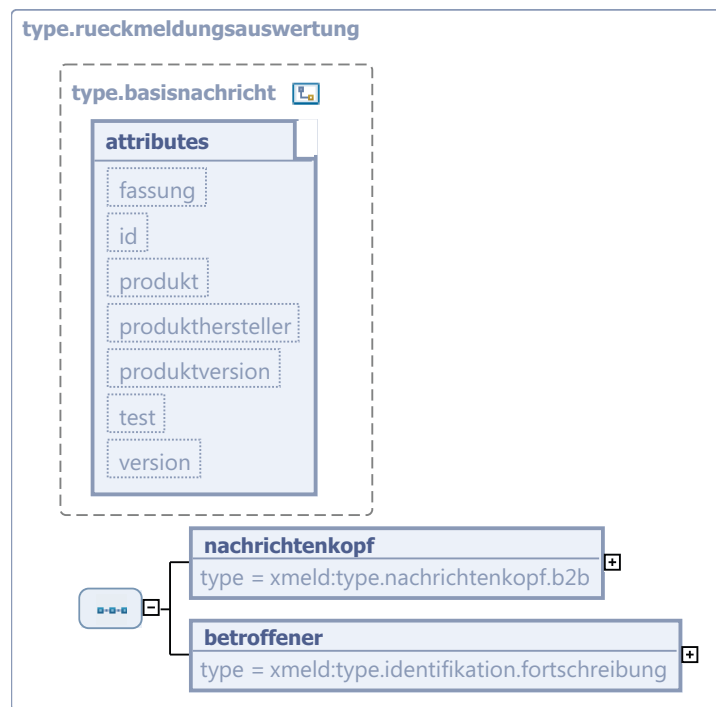 type.rueckmeldungsauswertung
type.basisnachricht
attributes
fassung
id
produkt
produkthersteller
produktversion
test
version
nachrichtenkopf
type = xmeld:type.nachrichtenkopf.b2b
betroffener
type = xmeld:type.identifikation.fortschreibung